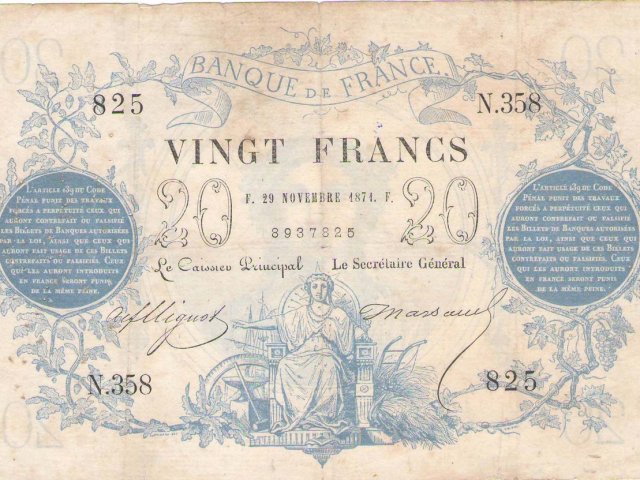 BANQUE DE FRANCE.
825
N.358
VINGT FRANCS
20 F. 29 NOVEMBRE 1871. F. 20
8937825
Le Caissier Principal Le Secrétaire Général
L'ARTICLE 139 DU CODE
PÉNAL PUNIT DES TRAVAUX
FORCÉS A PERPÉTUITÉ CEUX QUI
AURONT CONTREFAIT OU FALSIFIÉ
LES BILLETS DE BANQUES AUTORISÉES
PAR LA LOI, AINSI QUE CEUX QUI
AURONT FAIT USAGE DE CES BILLETS
CONTREFAITS OU FALSIFIÉS. CEUX
QUI LES AURONT INTRODUITS
EN FRANCE SERONT PUNIS
DE LA MÊME PEINE.
L'ARTICLE 139 DU CODE
PÉNAL PUNIT DES TRAVAUX
FORCÉS A PERPÉTUITÉ CEUX QUI
AURONT CONTREFAIT OU FALSIFIÉ
LES BILLETS DE BANQUES AUTORISÉES
PAR LA LOI, AINSI QUE CEUX QUI
AURONT FAIT USAGE DE CES BILLETS
CONTREFAITS OU FALSIFIÉS. CEUX
QUI LES AURONT INTRODUITS
EN FRANCE SERONT PUNIS
DE LA MÊME PEINE.
Mignot
Marsaud
N.358
825